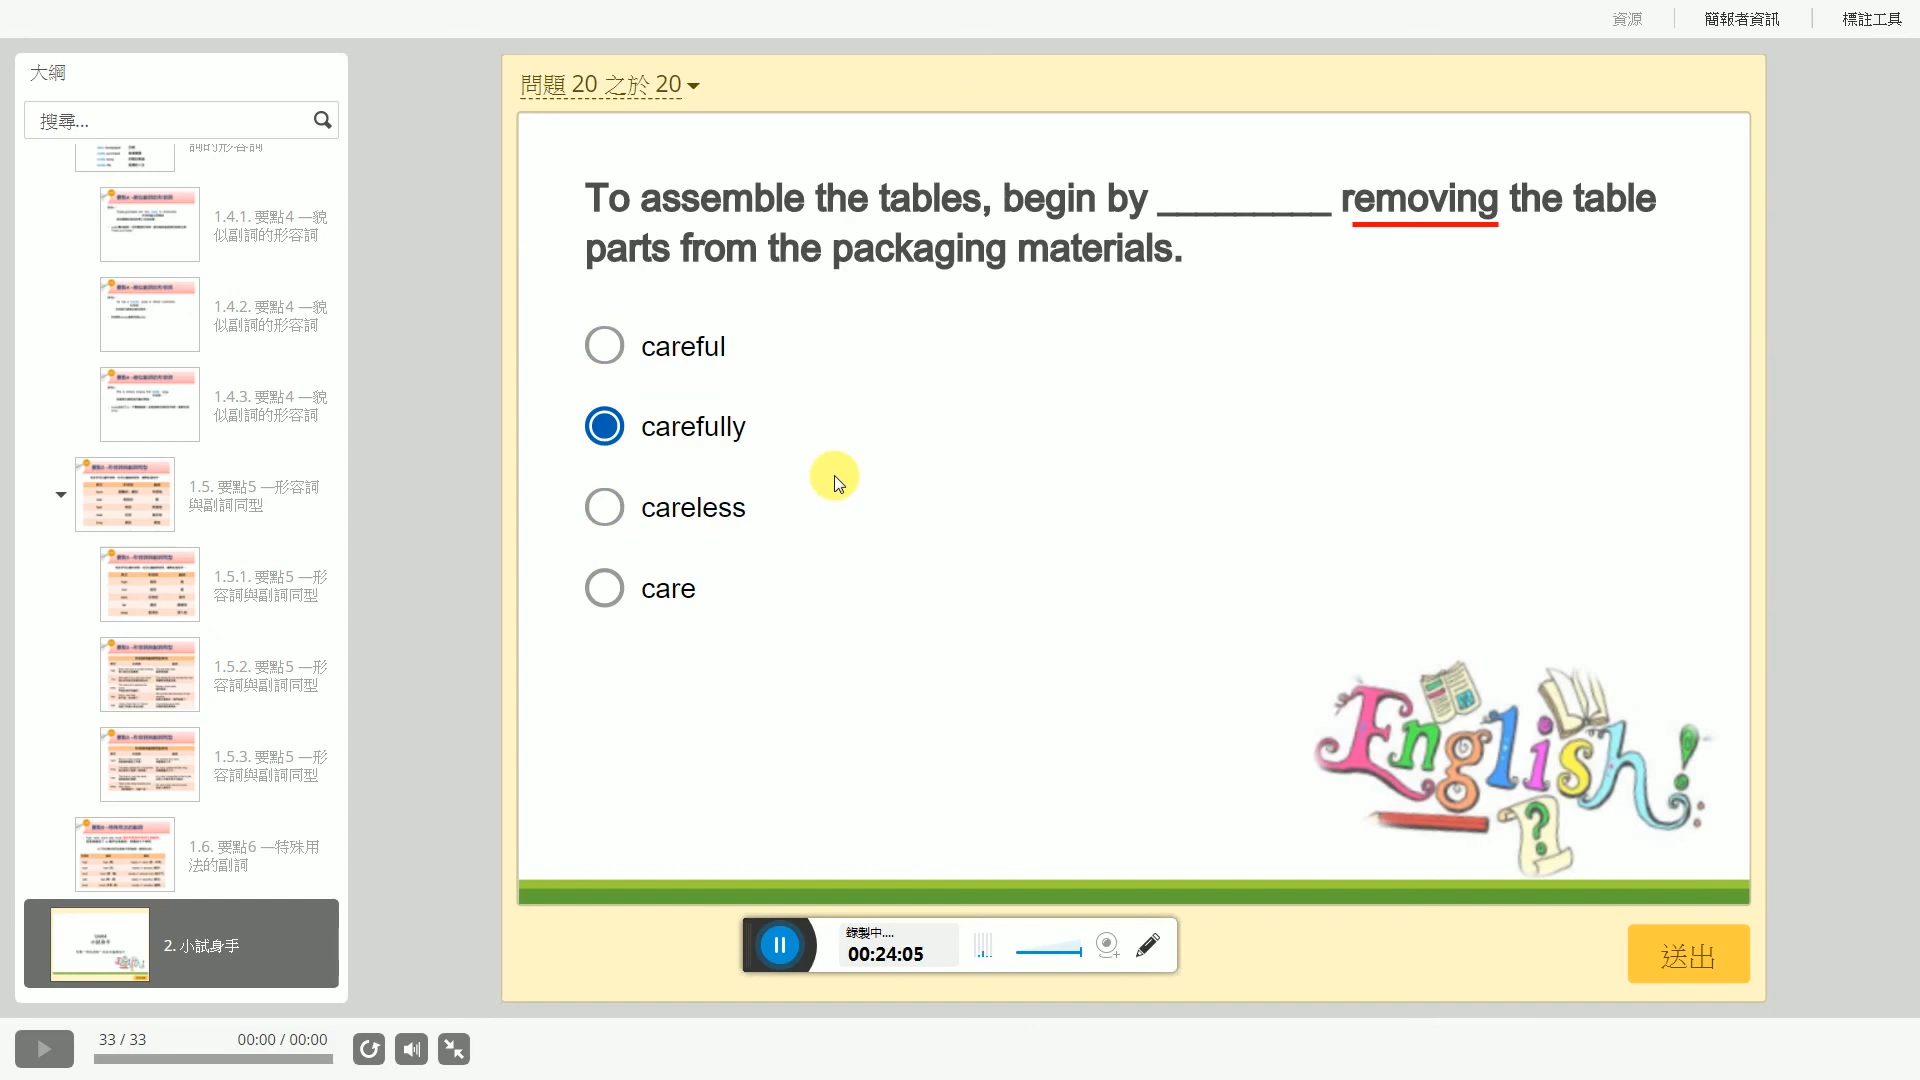 資源
簡報者資訊
標註工具
大綱
搜尋...
詞的形容詞
1.4.1. 要點4 —貌
似副詞的形容詞
1.4.2. 要點4 —貌
似副詞的形容詞
1.4.3. 要點4 —貌
似副詞的形容詞
1.5. 要點5 —形容詞
與副詞同型
1.5.1. 要點5 —形
容詞與副詞同型
1.5.2. 要點5 —形
容詞與副詞同型
1.5.3. 要點5 —形
容詞與副詞同型
1.6. 要點6 —特殊用
法的副詞
2. 小試身手
問題 20 之於 20
To assemble the tables, begin by _________ removing the table
parts from the packaging materials.
careful
carefully
careless
care
English!
?
錄製中....
00:24:05
送出
33 / 33
00:00 / 00:00